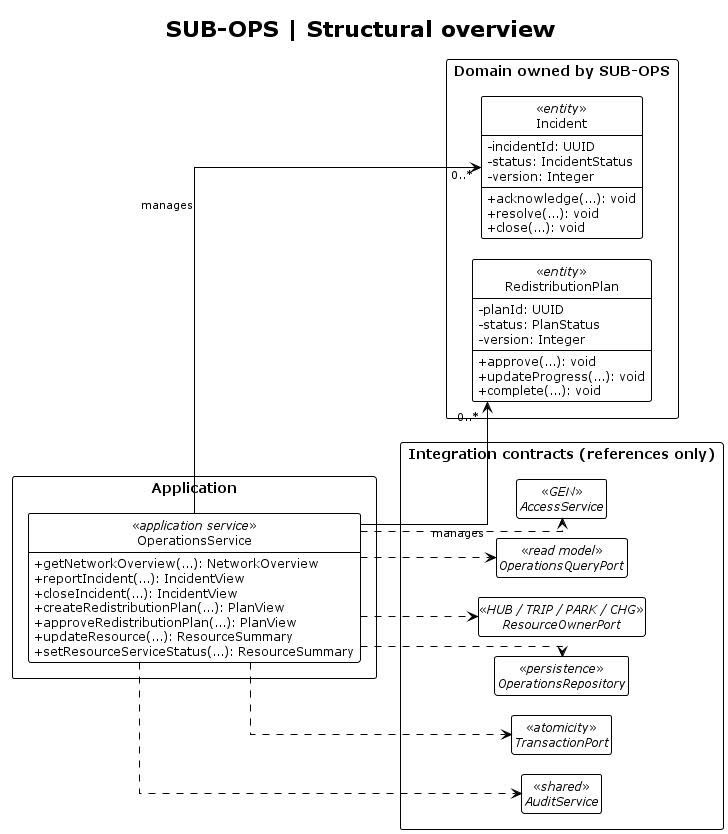 SUB-OPS | Structural overview
Domain owned by SUB-OPS
«entity»
Incident
-incidentId: UUID
-status: IncidentStatus
-version: Integer
+acknowledge(...): void
+resolve(...): void
+close(...): void
0..*
manages
«entity»
RedistributionPlan
-planId: UUID
-status: PlanStatus
-version: Integer
+approve(...): void
+updateProgress(...): void
+complete(...): void
0..*
manages
Application
«application service»
OperationsService
+getNetworkOverview(...): NetworkOverview
+reportIncident(...): IncidentView
+closeIncident(...): IncidentView
+createRedistributionPlan(...): PlanView
+approveRedistributionPlan(...): PlanView
+updateResource(...): ResourceSummary
+setResourceServiceStatus(...): ResourceSummary
Integration contracts (references only)
«GEN»
AccessService
«read model»
OperationsQueryPort
«HUB / TRIP / PARK / CHG»
ResourceOwnerPort
«persistence»
OperationsRepository
«atomicity»
TransactionPort
«shared»
AuditService